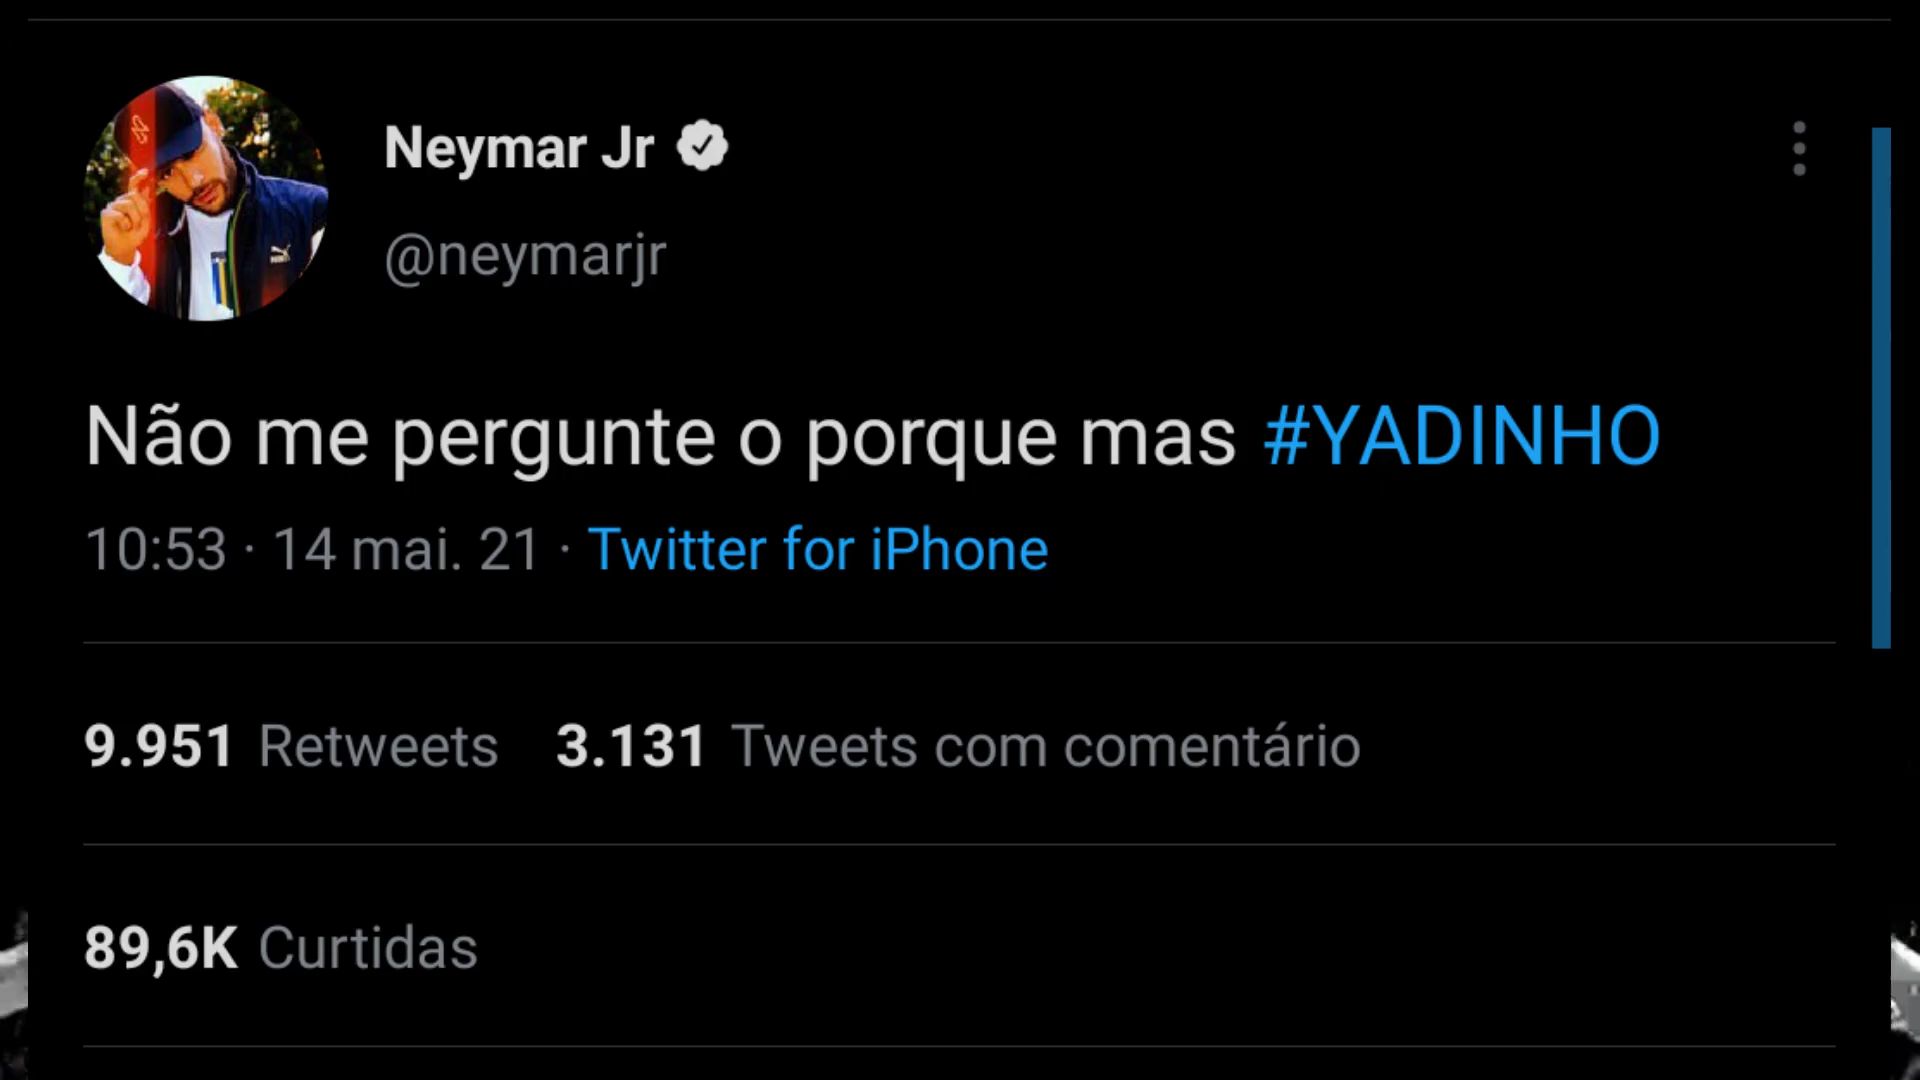 Neymar Jr
@neymarjr
Não me pergunte o porque mas #YADINHO
10:53 · 14 mai. 21 · Twitter for iPhone
9.951 Retweets 3.131 Tweets com comentário
89,6K Curtidas